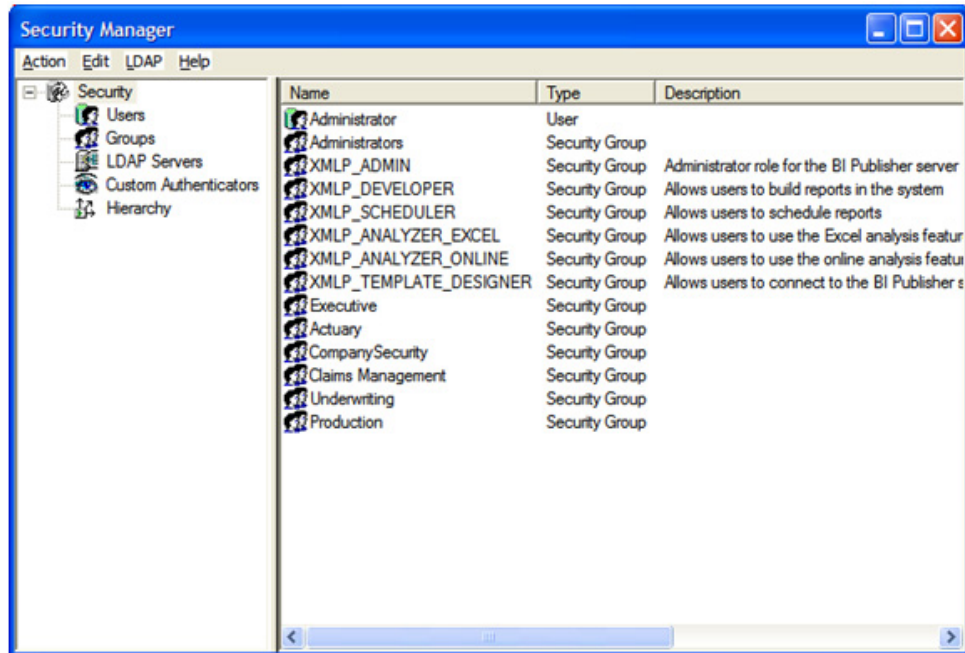 Security Manager
Action Edit LDAP Help
Security
Users
Groups
LDAP Servers
Custom Authenticators
Hierarchy
Name Type Description
Administrator User
Administrators Security Group
XMLP_ADMIN Security Group Administrator role for the BI Publisher server
XMLP_DEVELOPER Security Group Allows users to build reports in the system
XMLP_SCHEDULER Security Group Allows users to schedule reports
XMLP_ANALYZER_EXCEL Security Group Allows users to use the Excel analysis featur
XMLP_ANALYZER_ONLINE Security Group Allows users to use the online analysis featur
XMLP_TEMPLATE_DESIGNER Security Group Allows users to connect to the BI Publisher s
Executive Security Group
Actuary Security Group
CompanySecurity Security Group
Claims Management Security Group
Underwriting Security Group
Production Security Group